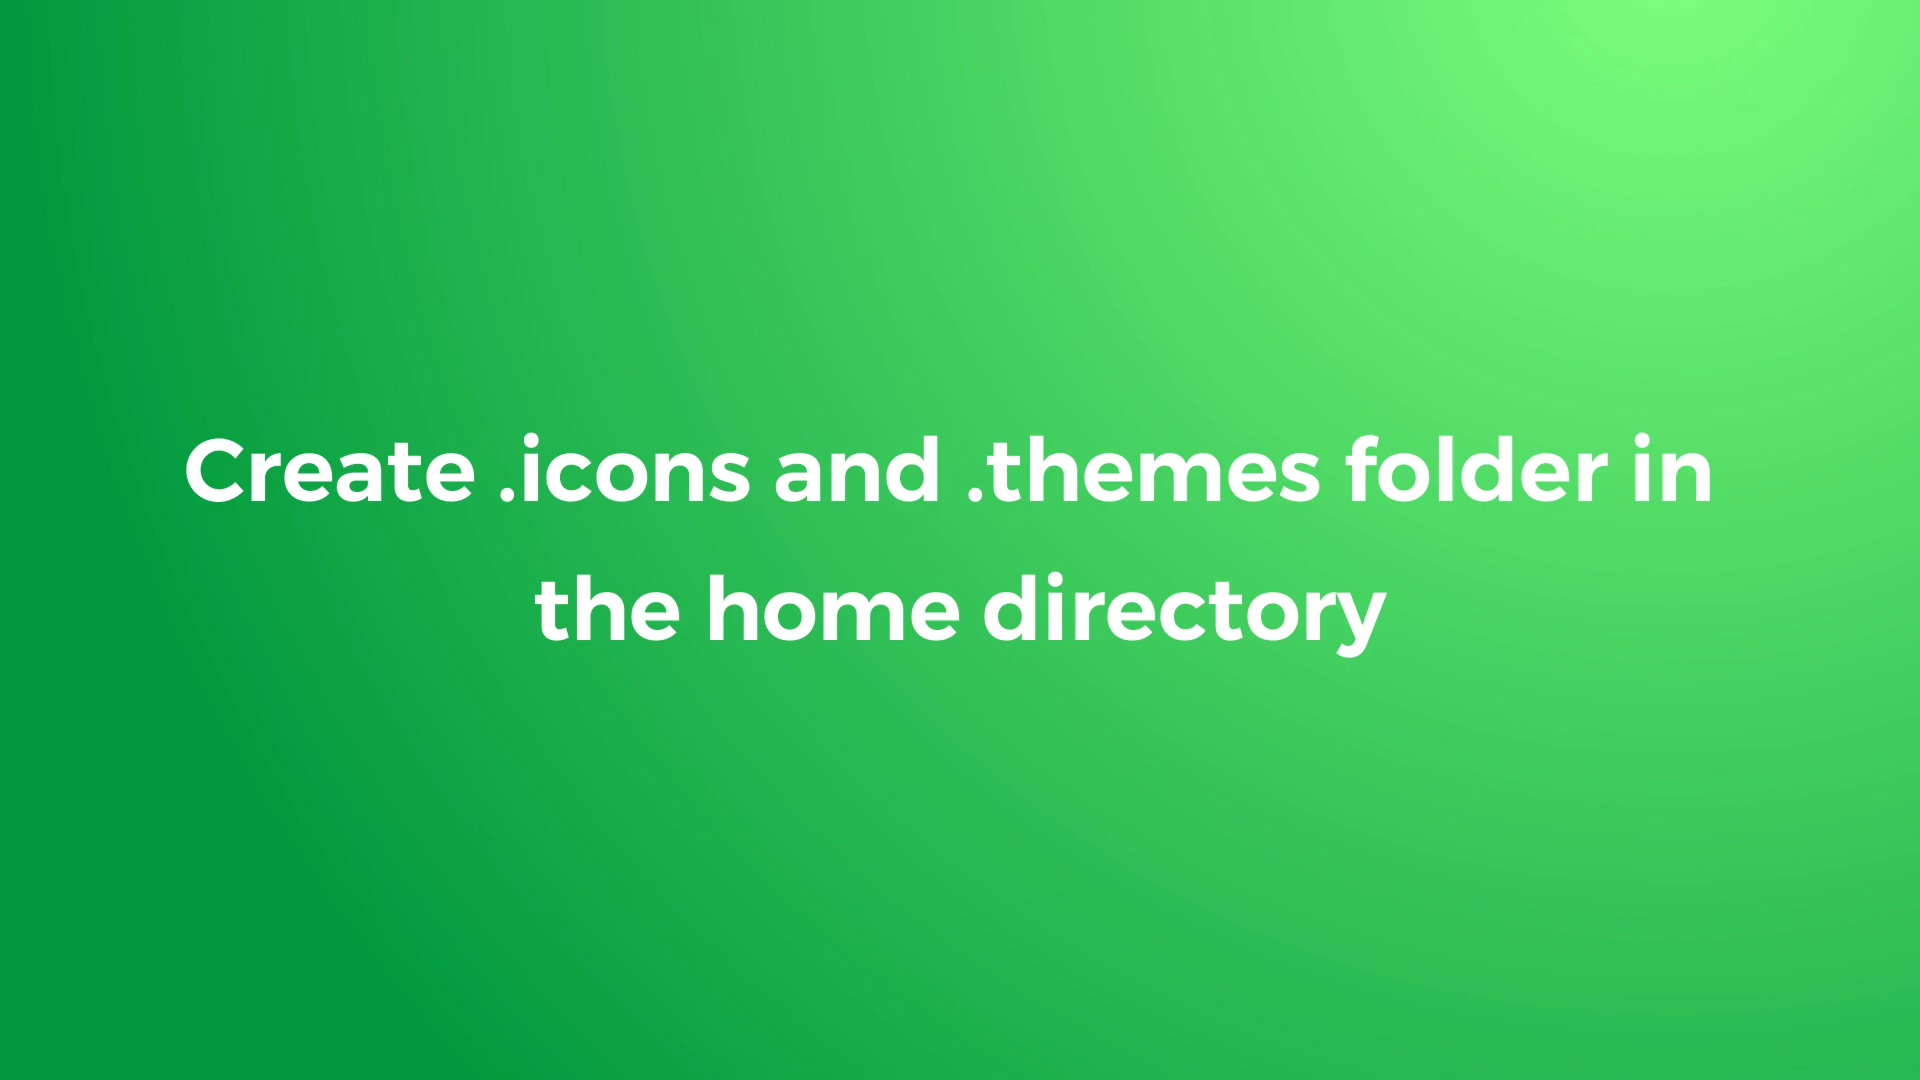 Create .icons and .themes folder in
the home directory